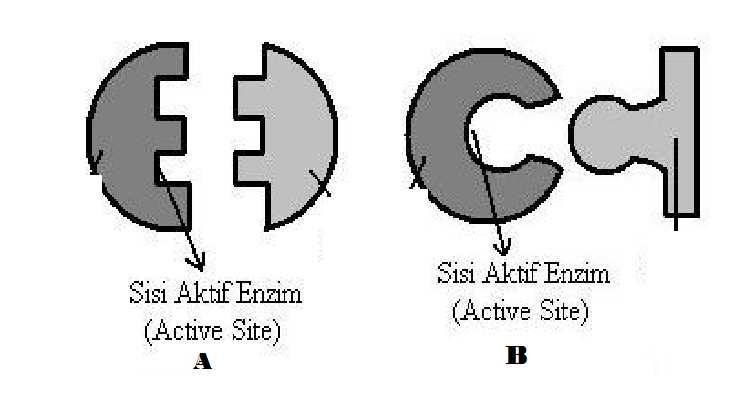 Sisi Aktif Enzim
(Active Site)
A
Sisi Aktif Enzim
(Active Site)
B